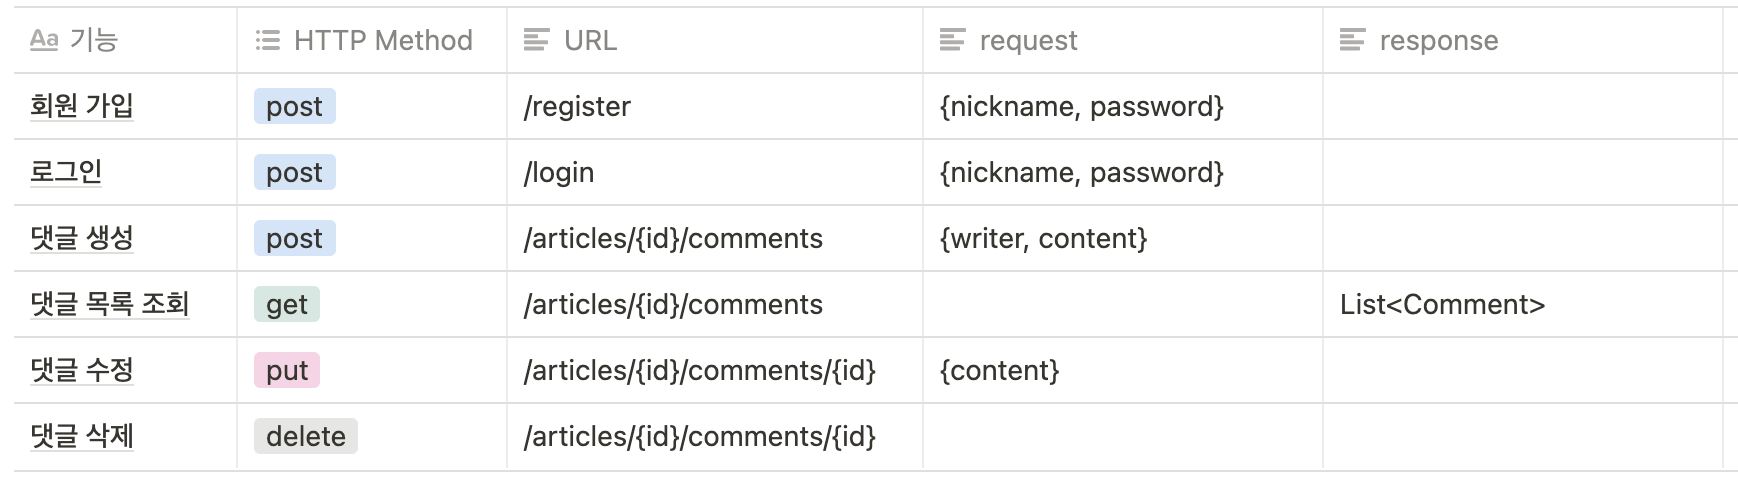 Aa 기능 HTTP Method URL request response
회원 가입 post /register {nickname, password}
로그인 post /login {nickname, password}
댓글 생성 post /articles/{id}/comments {writer, content}
댓글 목록 조회 get /articles/{id}/comments List<Comment>
댓글 수정 put /articles/{id}/comments/{id} {content}
댓글 삭제 delete /articles/{id}/comments/{id}